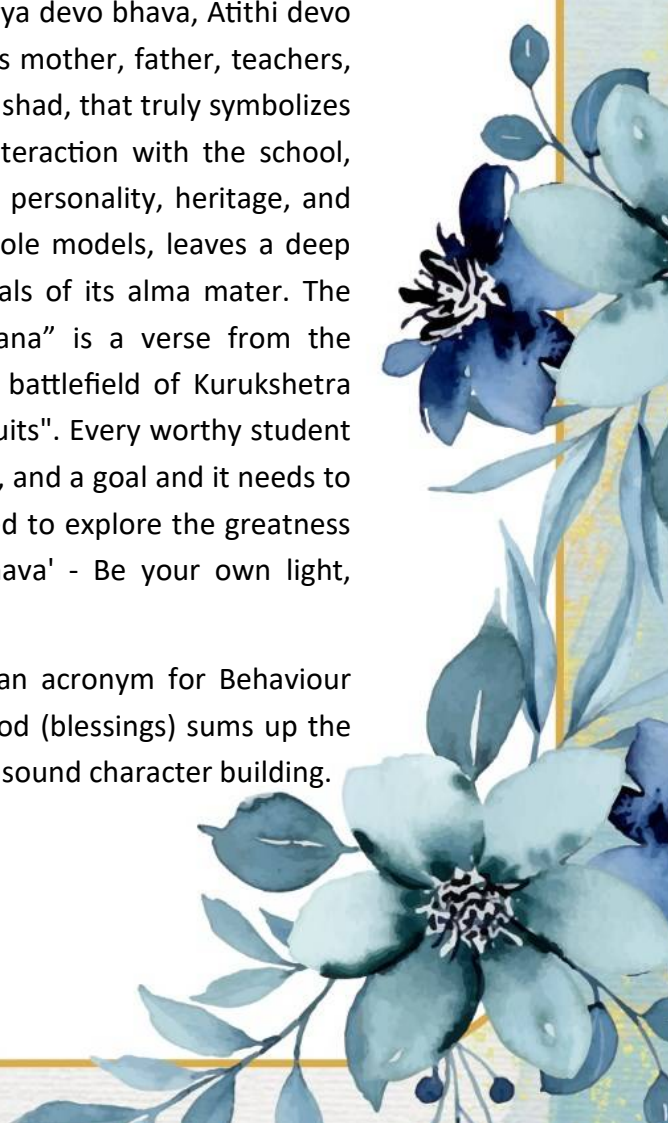 ya devo bhava, Atithi devo
s mother, father, teachers,
shad, that truly symbolizes
teraction with the school,
personality, heritage, and
ole models, leaves a deep
als of its alma mater. The
ana” is a verse from the
battlefield of Kurukshetra
uits". Every worthy student
, and a goal and it needs to
d to explore the greatness
ava' - Be your own light,
an acronym for Behaviour
od (blessings) sums up the
sound character building.